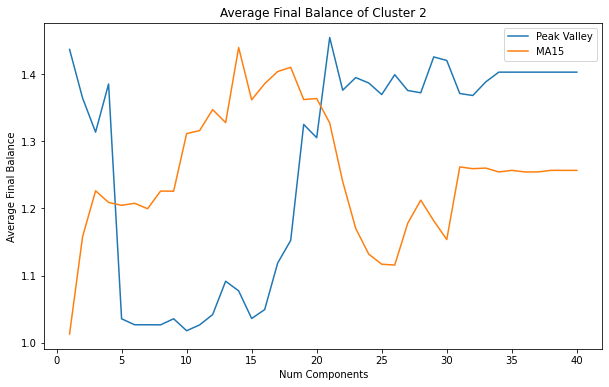 Average Final Balance of Cluster 2
Peak Valley
MA15
Average Final Balance
1.4
1.3
1.2
1.1
1.0
0 5 10 15 20 25 30 35 40
Num Components